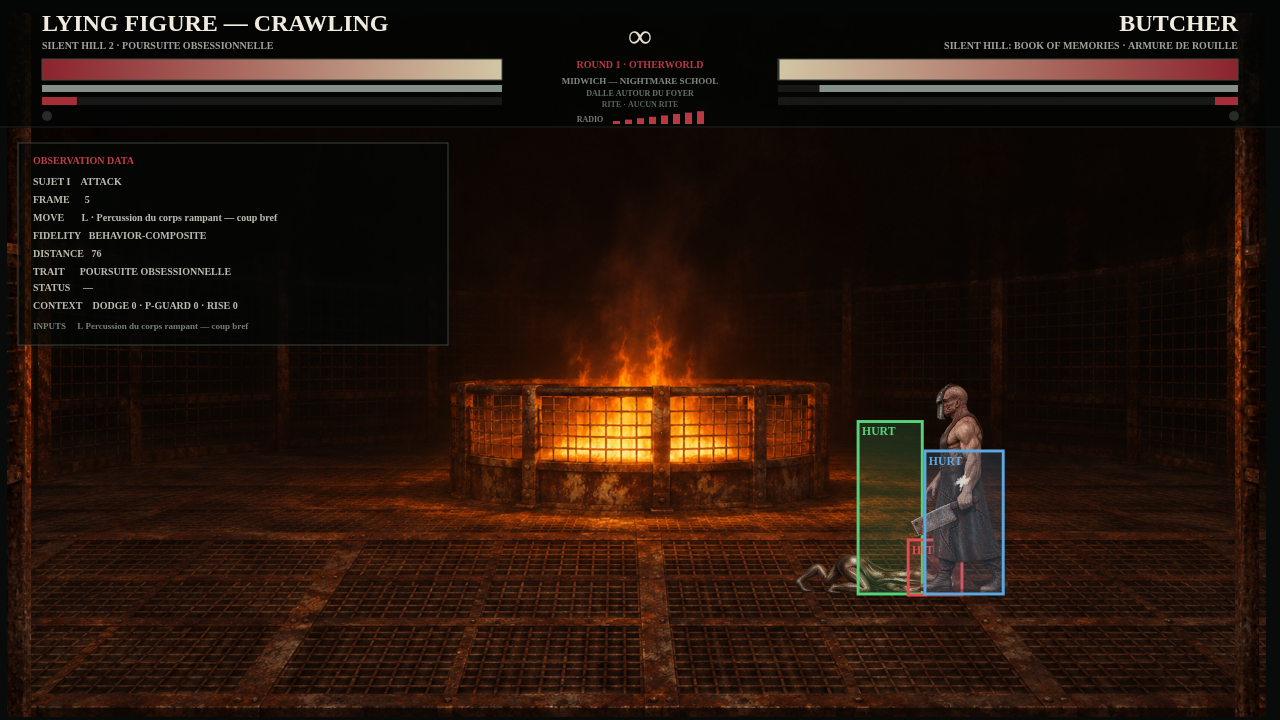 LYING FIGURE — CRAWLING
SILENT HILL 2 · POURSUITE OBSESSIONNELLE
∞
ROUND 1 · OTHERWORLD
MIDWICH — NIGHTMARE SCHOOL
DALLE AUTOUR DU FOYER
RITE · AUCUN RITE
RADIO
BUTCHER
SILENT HILL: BOOK OF MEMORIES · ARMURE DE ROUILLE
OBSERVATION DATA
SUJET I ATTACK
FRAME 5
MOVE L · Percussion du corps rampant — coup bref
FIDELITY BEHAVIOR-COMPOSITE
DISTANCE 76
TRAIT POURSUITE OBSESSIONNELLE
STATUS —
CONTEXT DODGE 0 · P-GUARD 0 · RISE 0
INPUTS L Percussion du corps rampant — coup bref
HURT
HURT
HIT